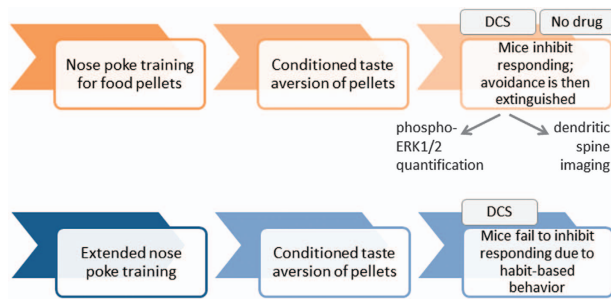 DCS
No drug
Nose poke training
for food pellets
Conditioned taste
aversion of pellets
Mice inhibit
responding;
avoidance is then
extinguished
phospho-
ERK1/2
quantification
dendritic
spine
imaging
DCS
Extended nose
poke training
Conditioned taste
aversion of pellets
Mice fail to inhibit
responding due to
habit-based
behavior